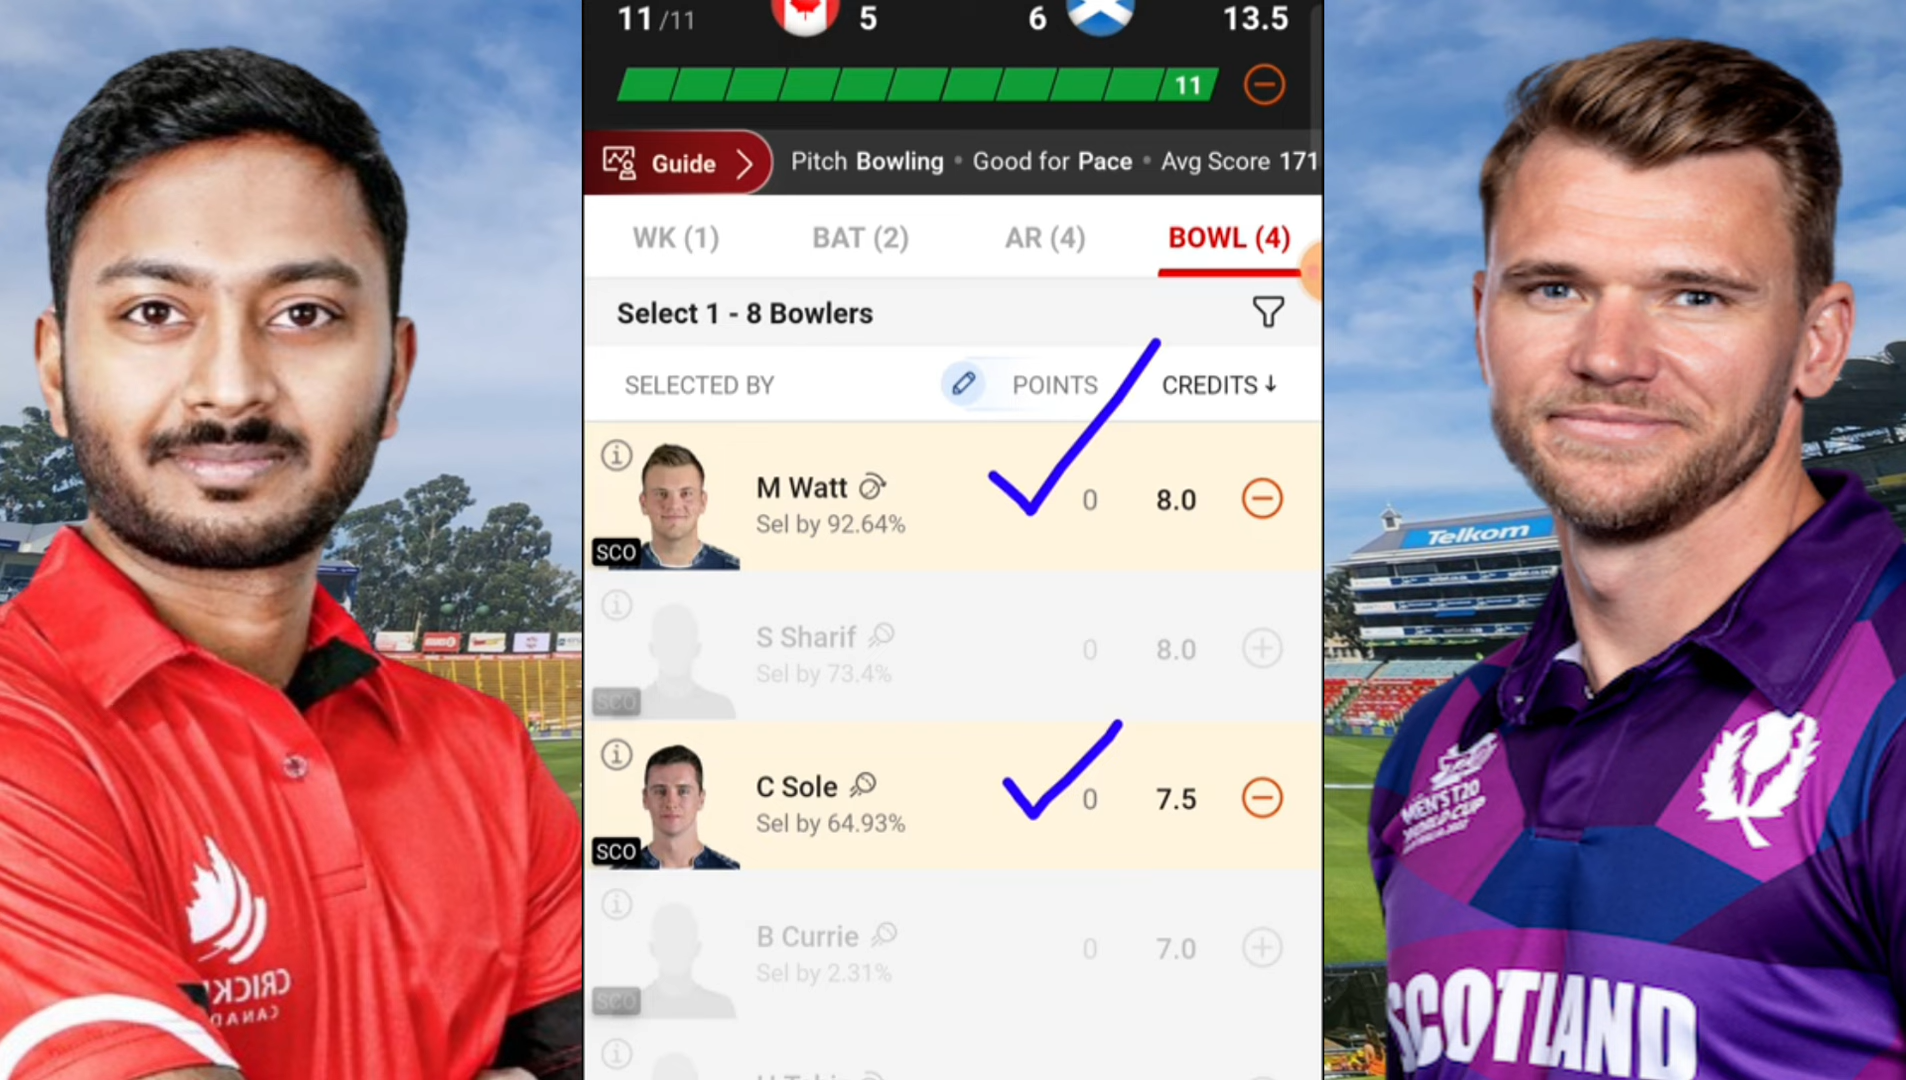 11/11 5 6 13.5
11
Guide Pitch Bowling • Good for Pace • Avg Score 171
WK (1) BAT (2) AR (4) BOWL (4)
Select 1 - 8 Bowlers
SELECTED BY POINTS CREDITS ↓
M Watt
Sel by 92.64%
0 8.0
SCO
S Sharif
Sel by 73.4%
0 8.0
SCO
C Sole
Sel by 64.93%
0 7.5
SCO
B Currie
Sel by 2.31%
0 7.0
SCO
CANADA
Telkom
MEN'S T20
WORLD CUP
SCOTLAND